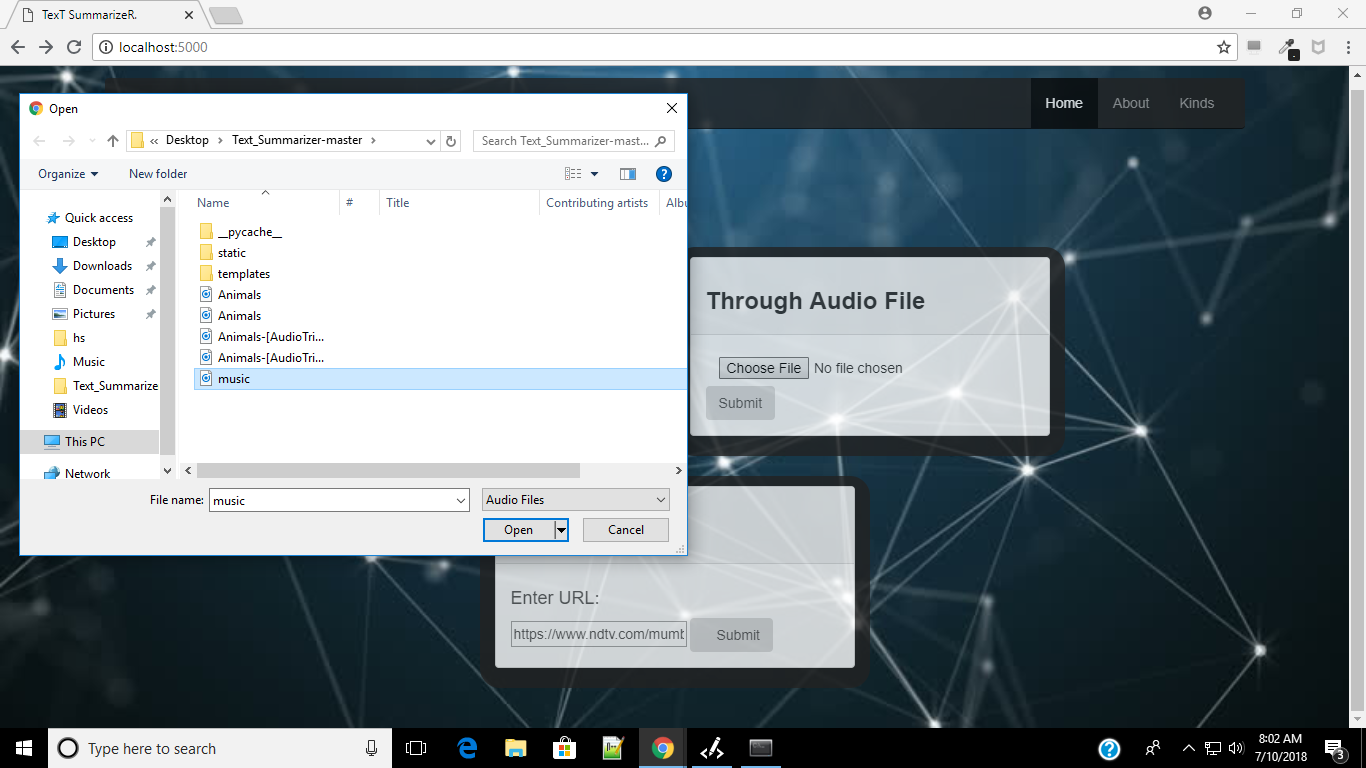 TexT SummarizeR.
localhost:5000
Home About Kinds
Open
« Desktop > Text_Summarizer-master >
Search Text_Summarizer-mast...
Organize New folder
Name # Title Contributing artists Albu
Quick access
Desktop
Downloads
Documents
Pictures
hs
Music
Text_Summarize
Videos
This PC
Network
__pycache__
static
templates
Animals
Animals
Animals-[AudioTri...
Animals-[AudioTri...
music
File name: music Audio Files
Open Cancel
Through Audio File
Choose File No file chosen
Submit
Enter URL:
https://www.ndtv.com/mumb Submit
Type here to search
8:02 AM
7/10/2018
3